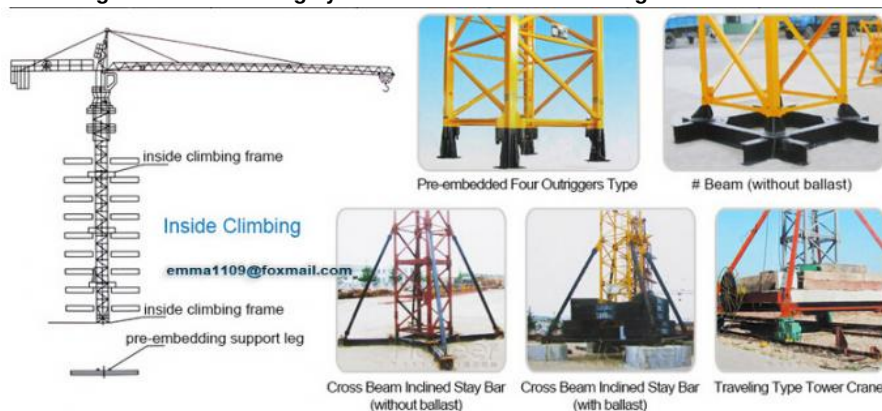 inside climbing frame
Inside Climbing
emma1109@foxmail.com
inside climbing frame
pre-embedding support leg
Pre-embedded Four Outriggers Type
# Beam (without ballast)
Cross Beam Inclined Stay Bar
(without ballast)
Cross Beam Inclined Stay Bar
(with ballast)
Traveling Type Tower Crane